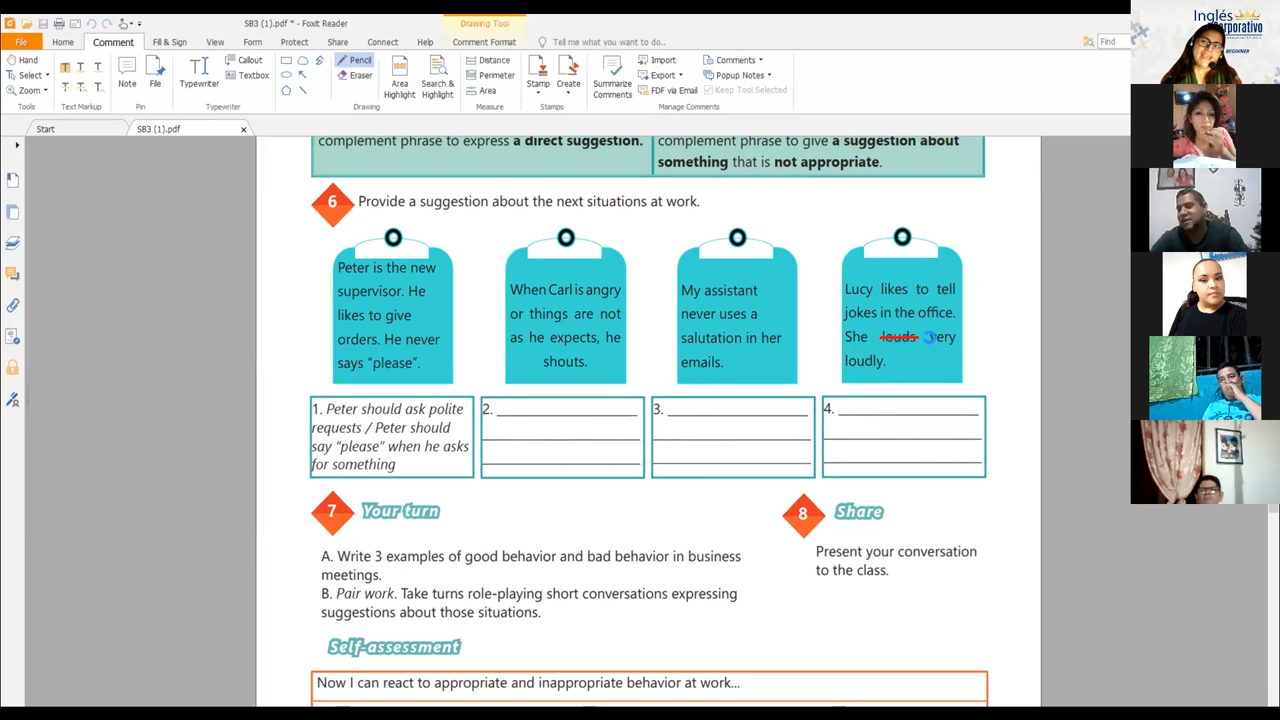 SB3 (1).pdf * - Foxit Reader
Drawing Tool
File Home Comment Fill & Sign View Form Protect Share Connect Help Comment Format Tell me what you want to do..
Find
Hand
Select
Zoom
Tools
Text Markup
Note
File
Pin
Typewriter
Callout
Textbox
Typewriter
Pencil
Eraser
Drawing
Area
Highlight
Search &
Highlight
Distance
Perimeter
Area
Measure
Stamp
Create
Stamps
Summarize
Comments
Import
Export
FDF via Email
Comments
Popup Notes
Keep Tool Selected
Manage Comments
Start
SB3 (1).pdf
complement phrase to express a direct suggestion.
complement phrase to give a suggestion about
something that is not appropriate.
6 Provide a suggestion about the next situations at work.
Peter is the new
supervisor. He
likes to give
orders. He never
says “please”.
When Carl is angry
or things are not
as he expects, he
shouts.
My assistant
never uses a
salutation in her
emails.
Lucy likes to tell
jokes in the office.
She louds very
loudly.
1. Peter should ask polite
requests / Peter should
say “please” when he asks
for something
2.
3.
4.
7 Your turn
A. Write 3 examples of good behavior and bad behavior in business
meetings.
B. Pair work. Take turns role-playing short conversations expressing
suggestions about those situations.
8 Share
Present your conversation
to the class.
Self-assessment
Now I can react to appropriate and inappropriate behavior at work...
Inglés
BEGINNER